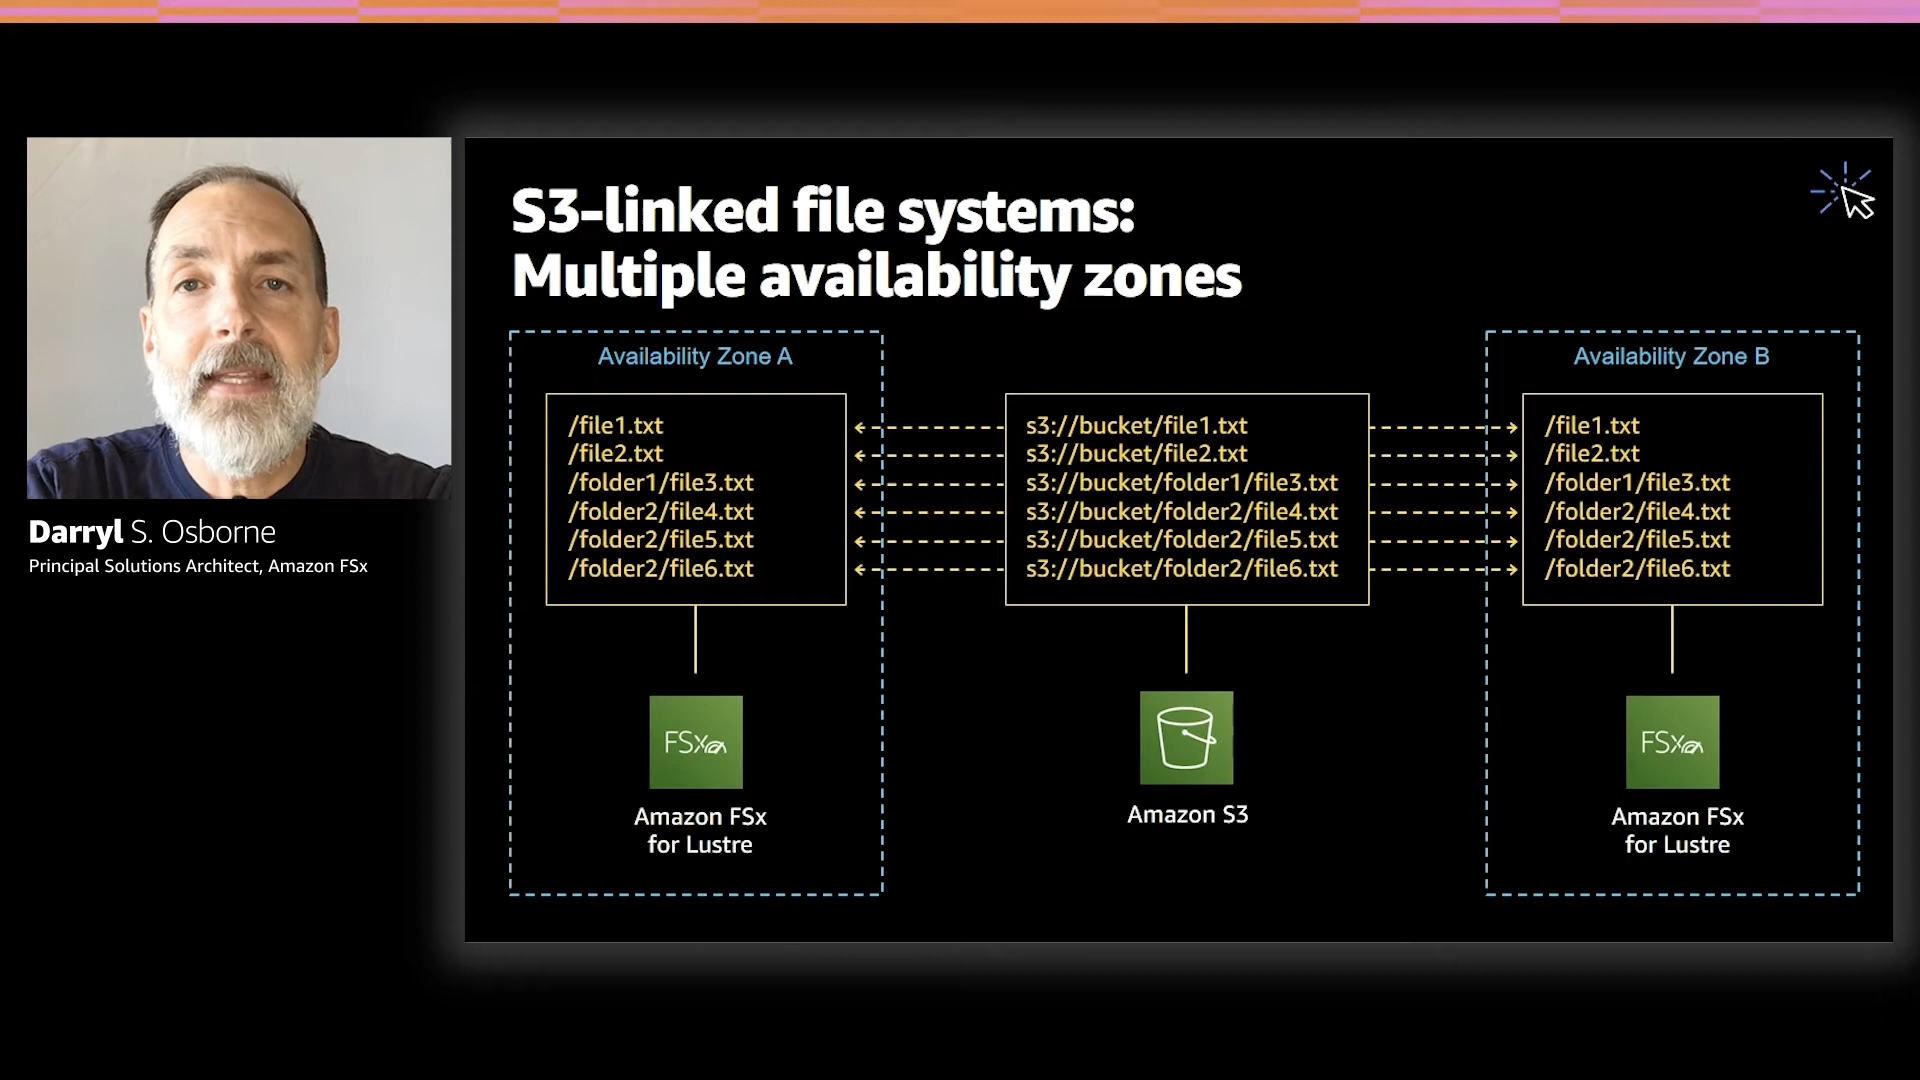 S3-linked file systems:
Multiple availability zones
Availability Zone A
/file1.txt
/file2.txt
/folder1/file3.txt
/folder2/file4.txt
/folder2/file5.txt
/folder2/file6.txt
FSx
Amazon FSx
for Lustre
s3://bucket/file1.txt
s3://bucket/file2.txt
s3://bucket/folder1/file3.txt
s3://bucket/folder2/file4.txt
s3://bucket/folder2/file5.txt
s3://bucket/folder2/file6.txt
Amazon S3
Availability Zone B
/file1.txt
/file2.txt
/folder1/file3.txt
/folder2/file4.txt
/folder2/file5.txt
/folder2/file6.txt
FSx
Amazon FSx
for Lustre
Darryl S. Osborne
Principal Solutions Architect, Amazon FSx